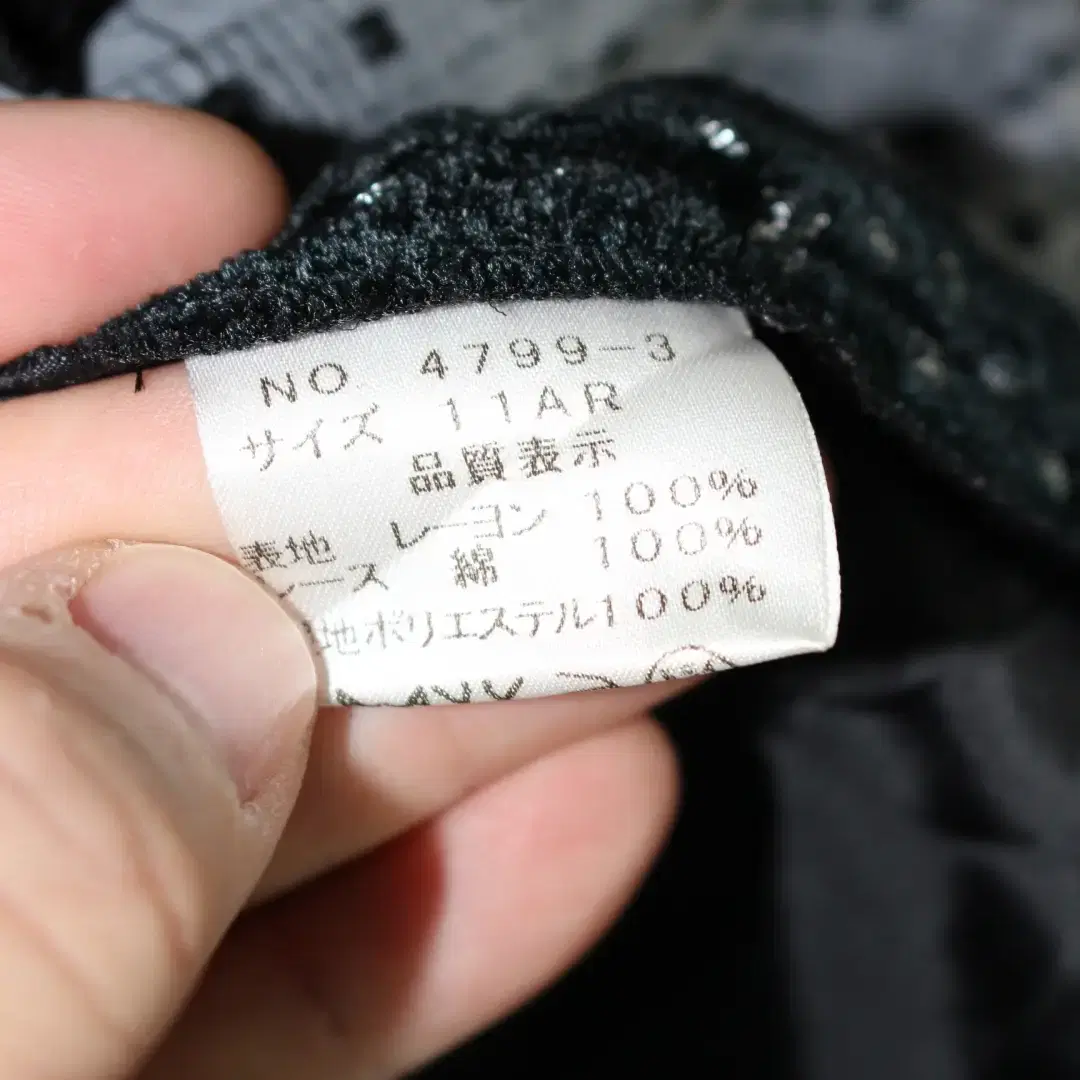 NO 4799-3
サイズ 11AR
品質表示
表地 レーヨン 100%
レース 綿 100%
地ポリエステル100%